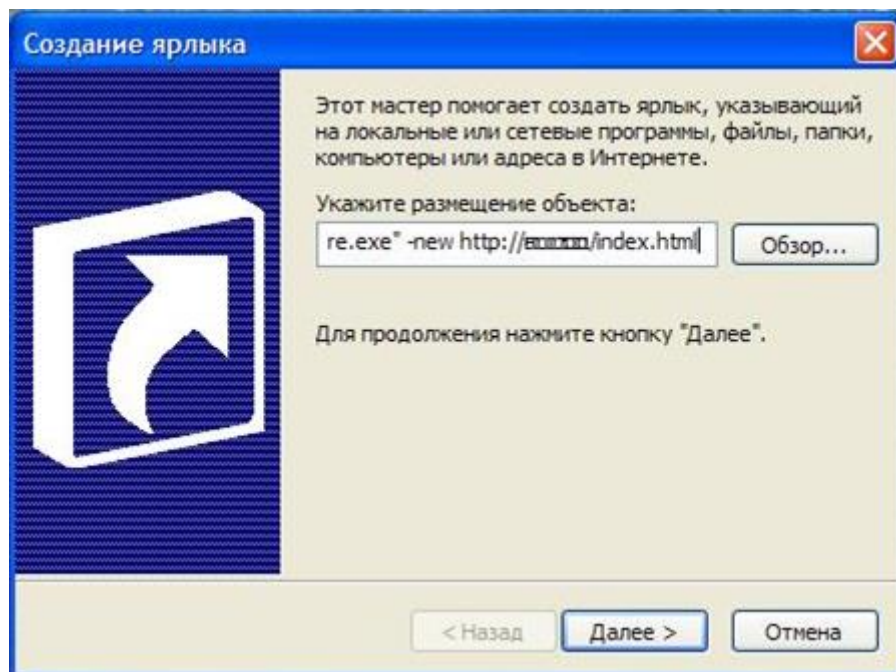 Создание ярлыка
Этот мастер помогает создать ярлык, указывающий
на локальные или сетевые программы, файлы, папки,
компьютеры или адреса в Интернете.
Укажите размещение объекта:
re.exe" -new http:// /index.html
Обзор...
Для продолжения нажмите кнопку "Далее".
< Назад
Далее >
Отмена